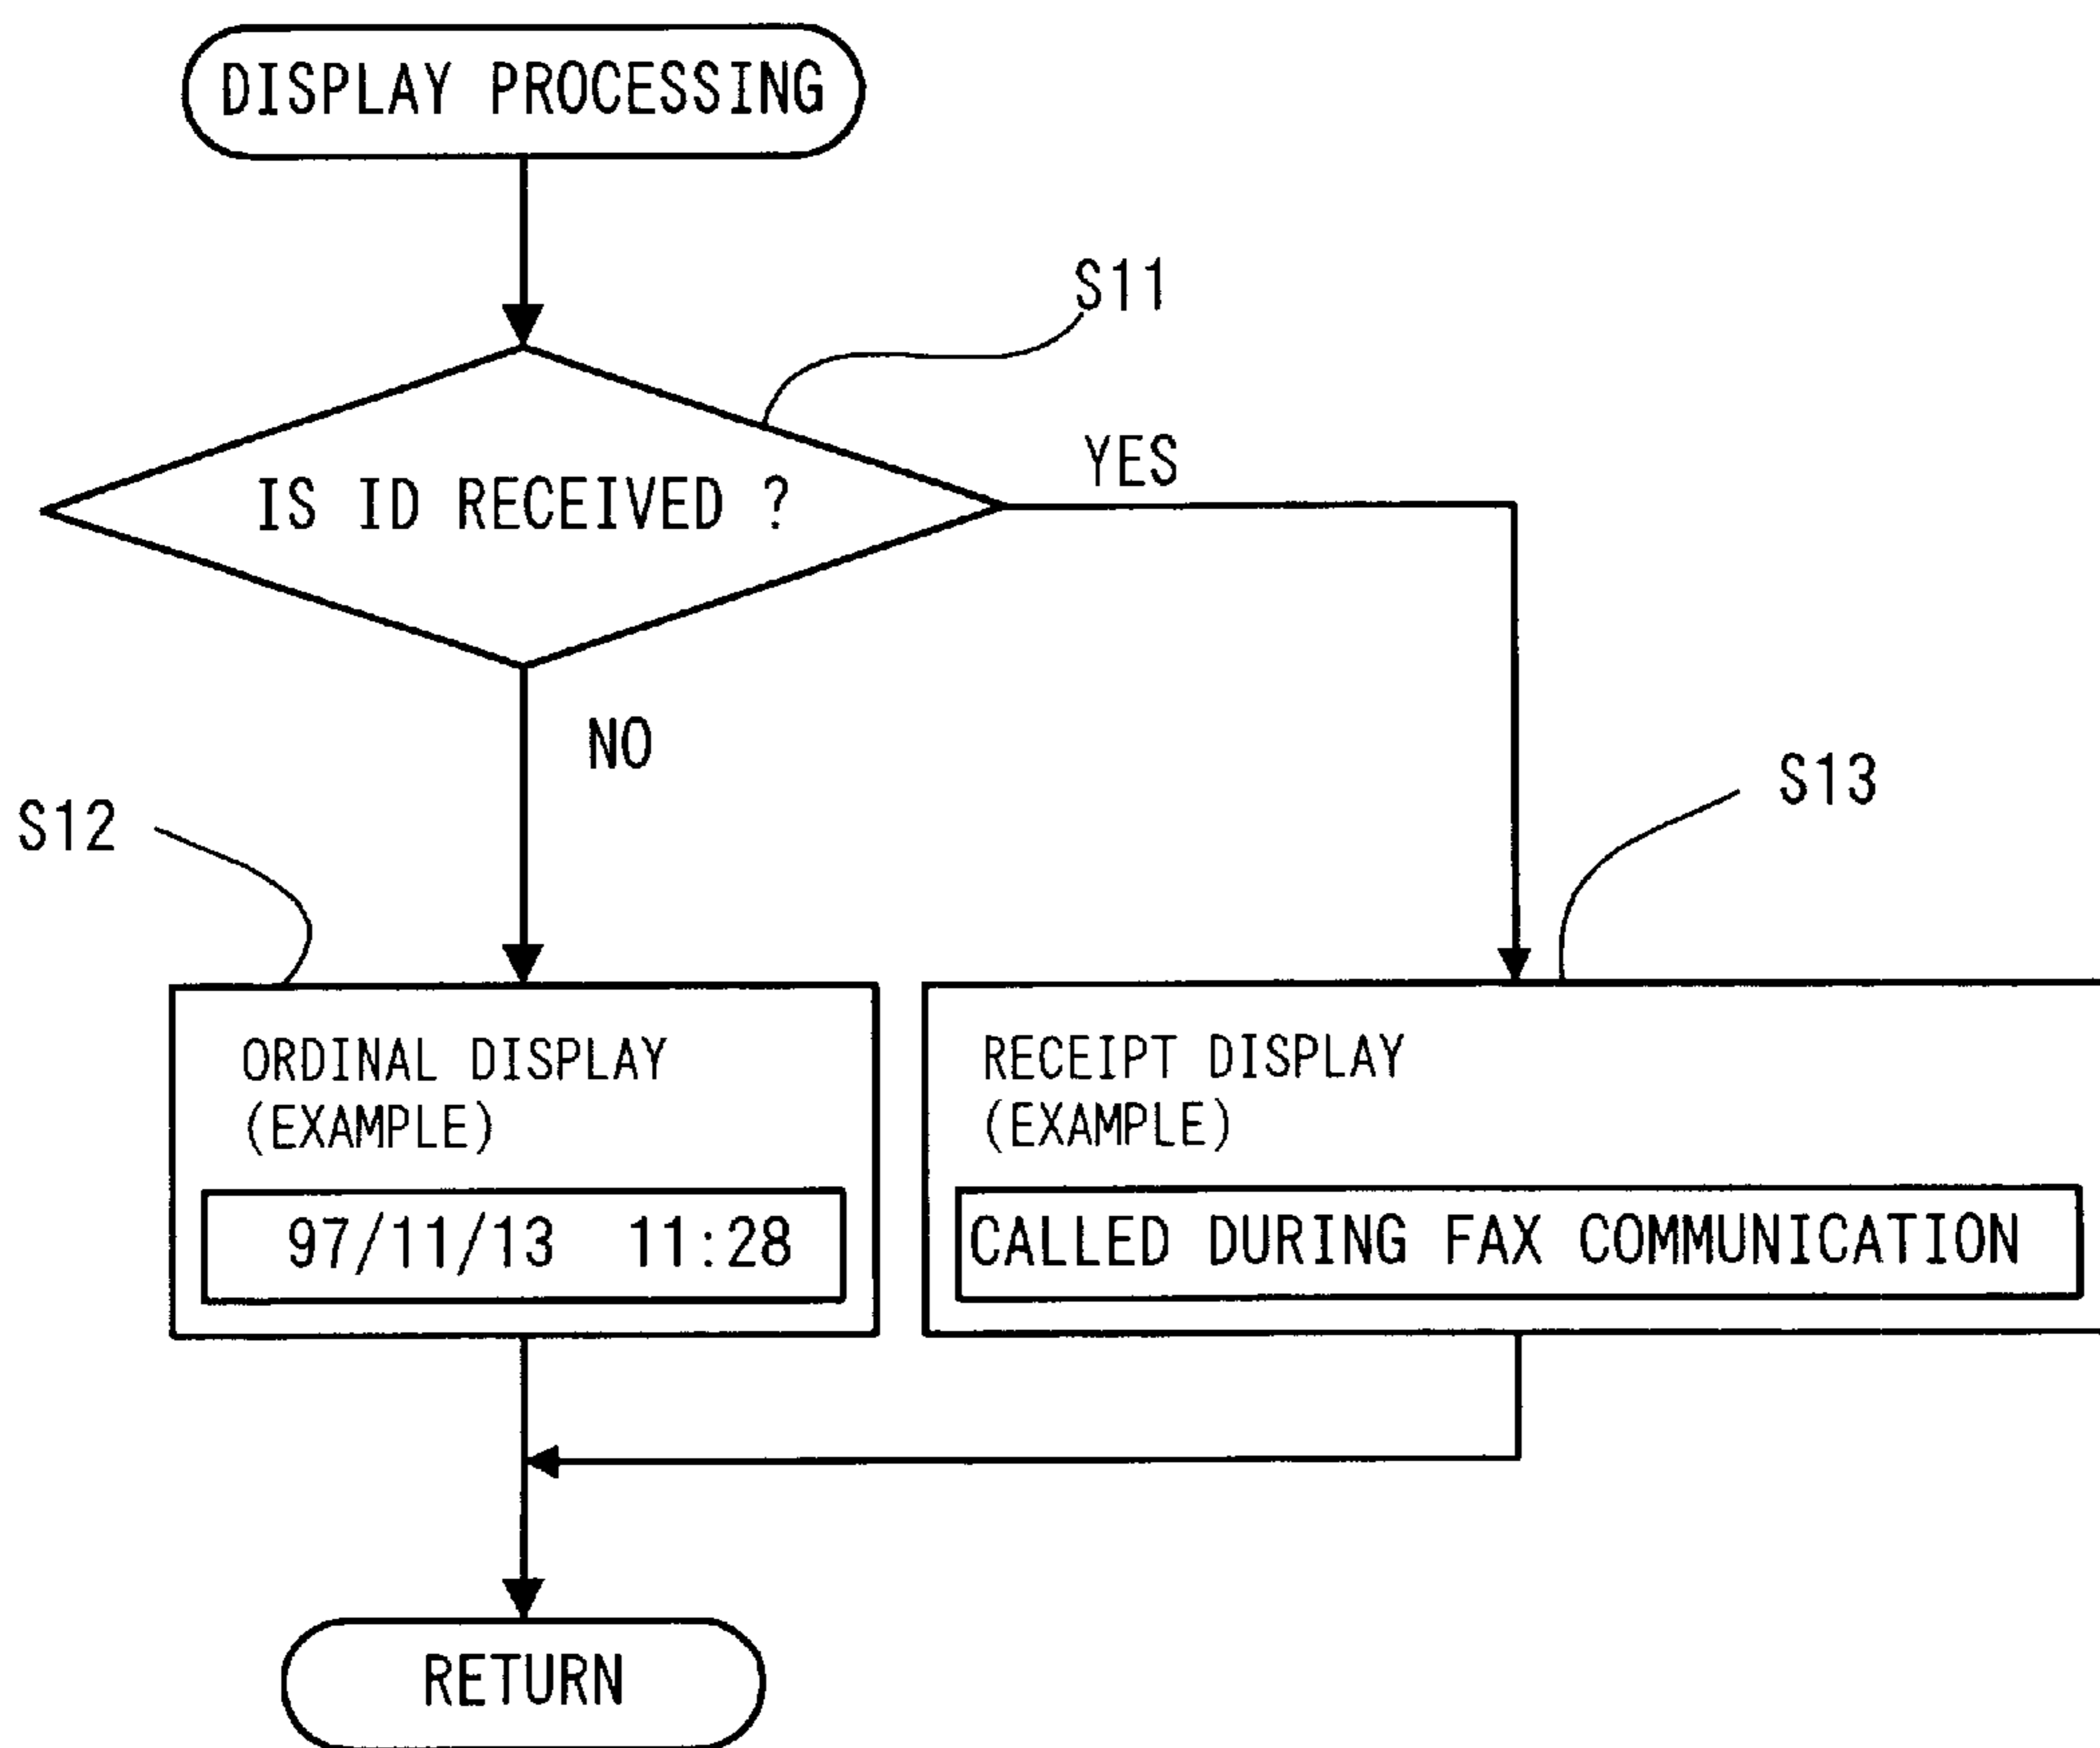 DISPLAY PROCESSING
S11
IS ID RECEIVED ?
YES
NO
S12
S13
ORDINAL DISPLAY
(EXAMPLE)
97/11/13 11:28
RECEIPT DISPLAY
(EXAMPLE)
CALLED DURING FAX COMMUNICATION
RETURN